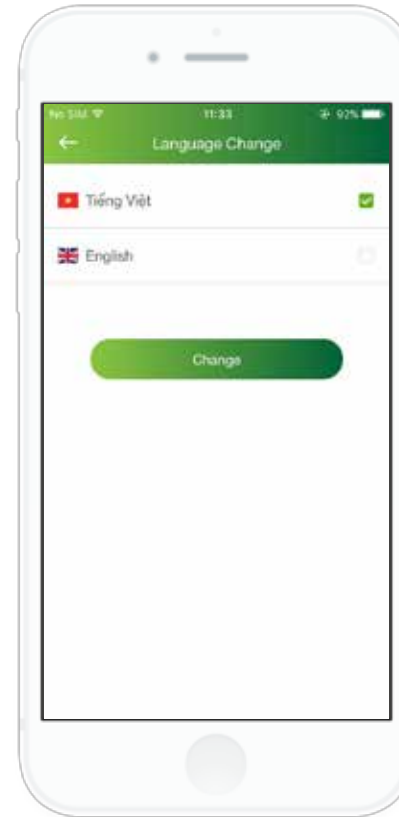 No SIM 11:33 92%
Language Change
Tiếng Việt
English
Change